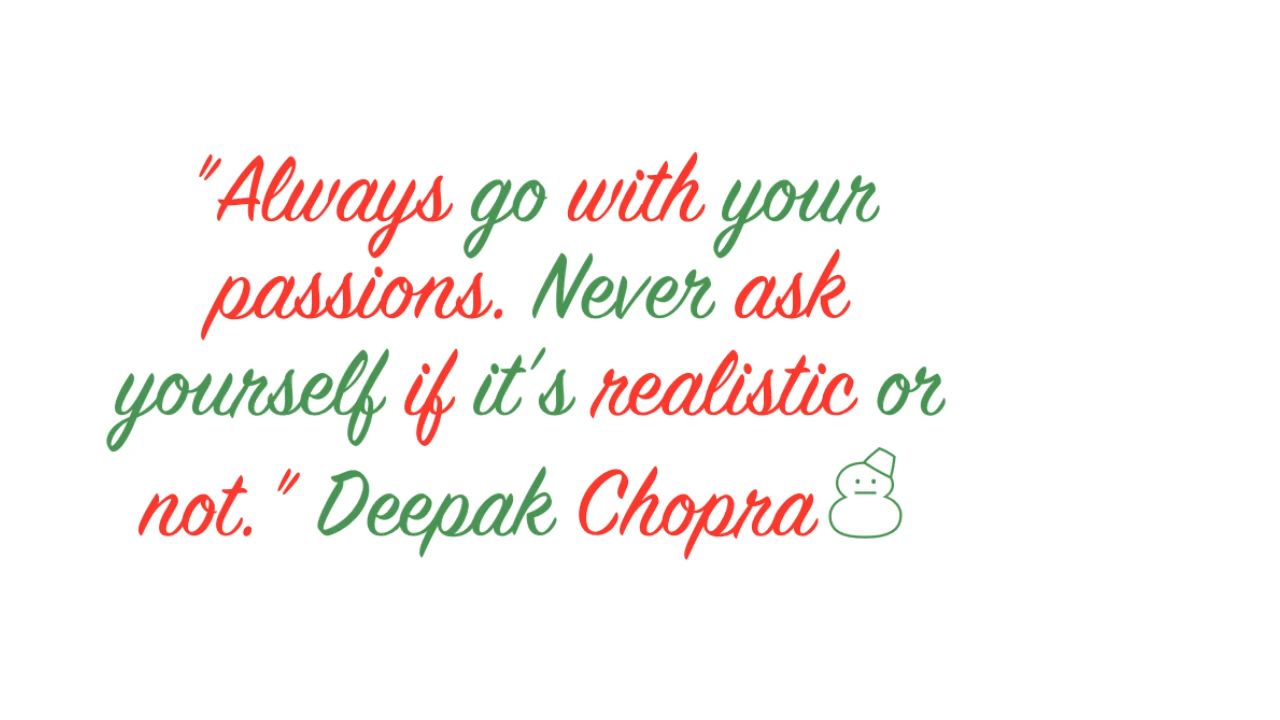 "Always go with your
passions. Never ask
yourself if it's realistic or
not." Deepak Chopra